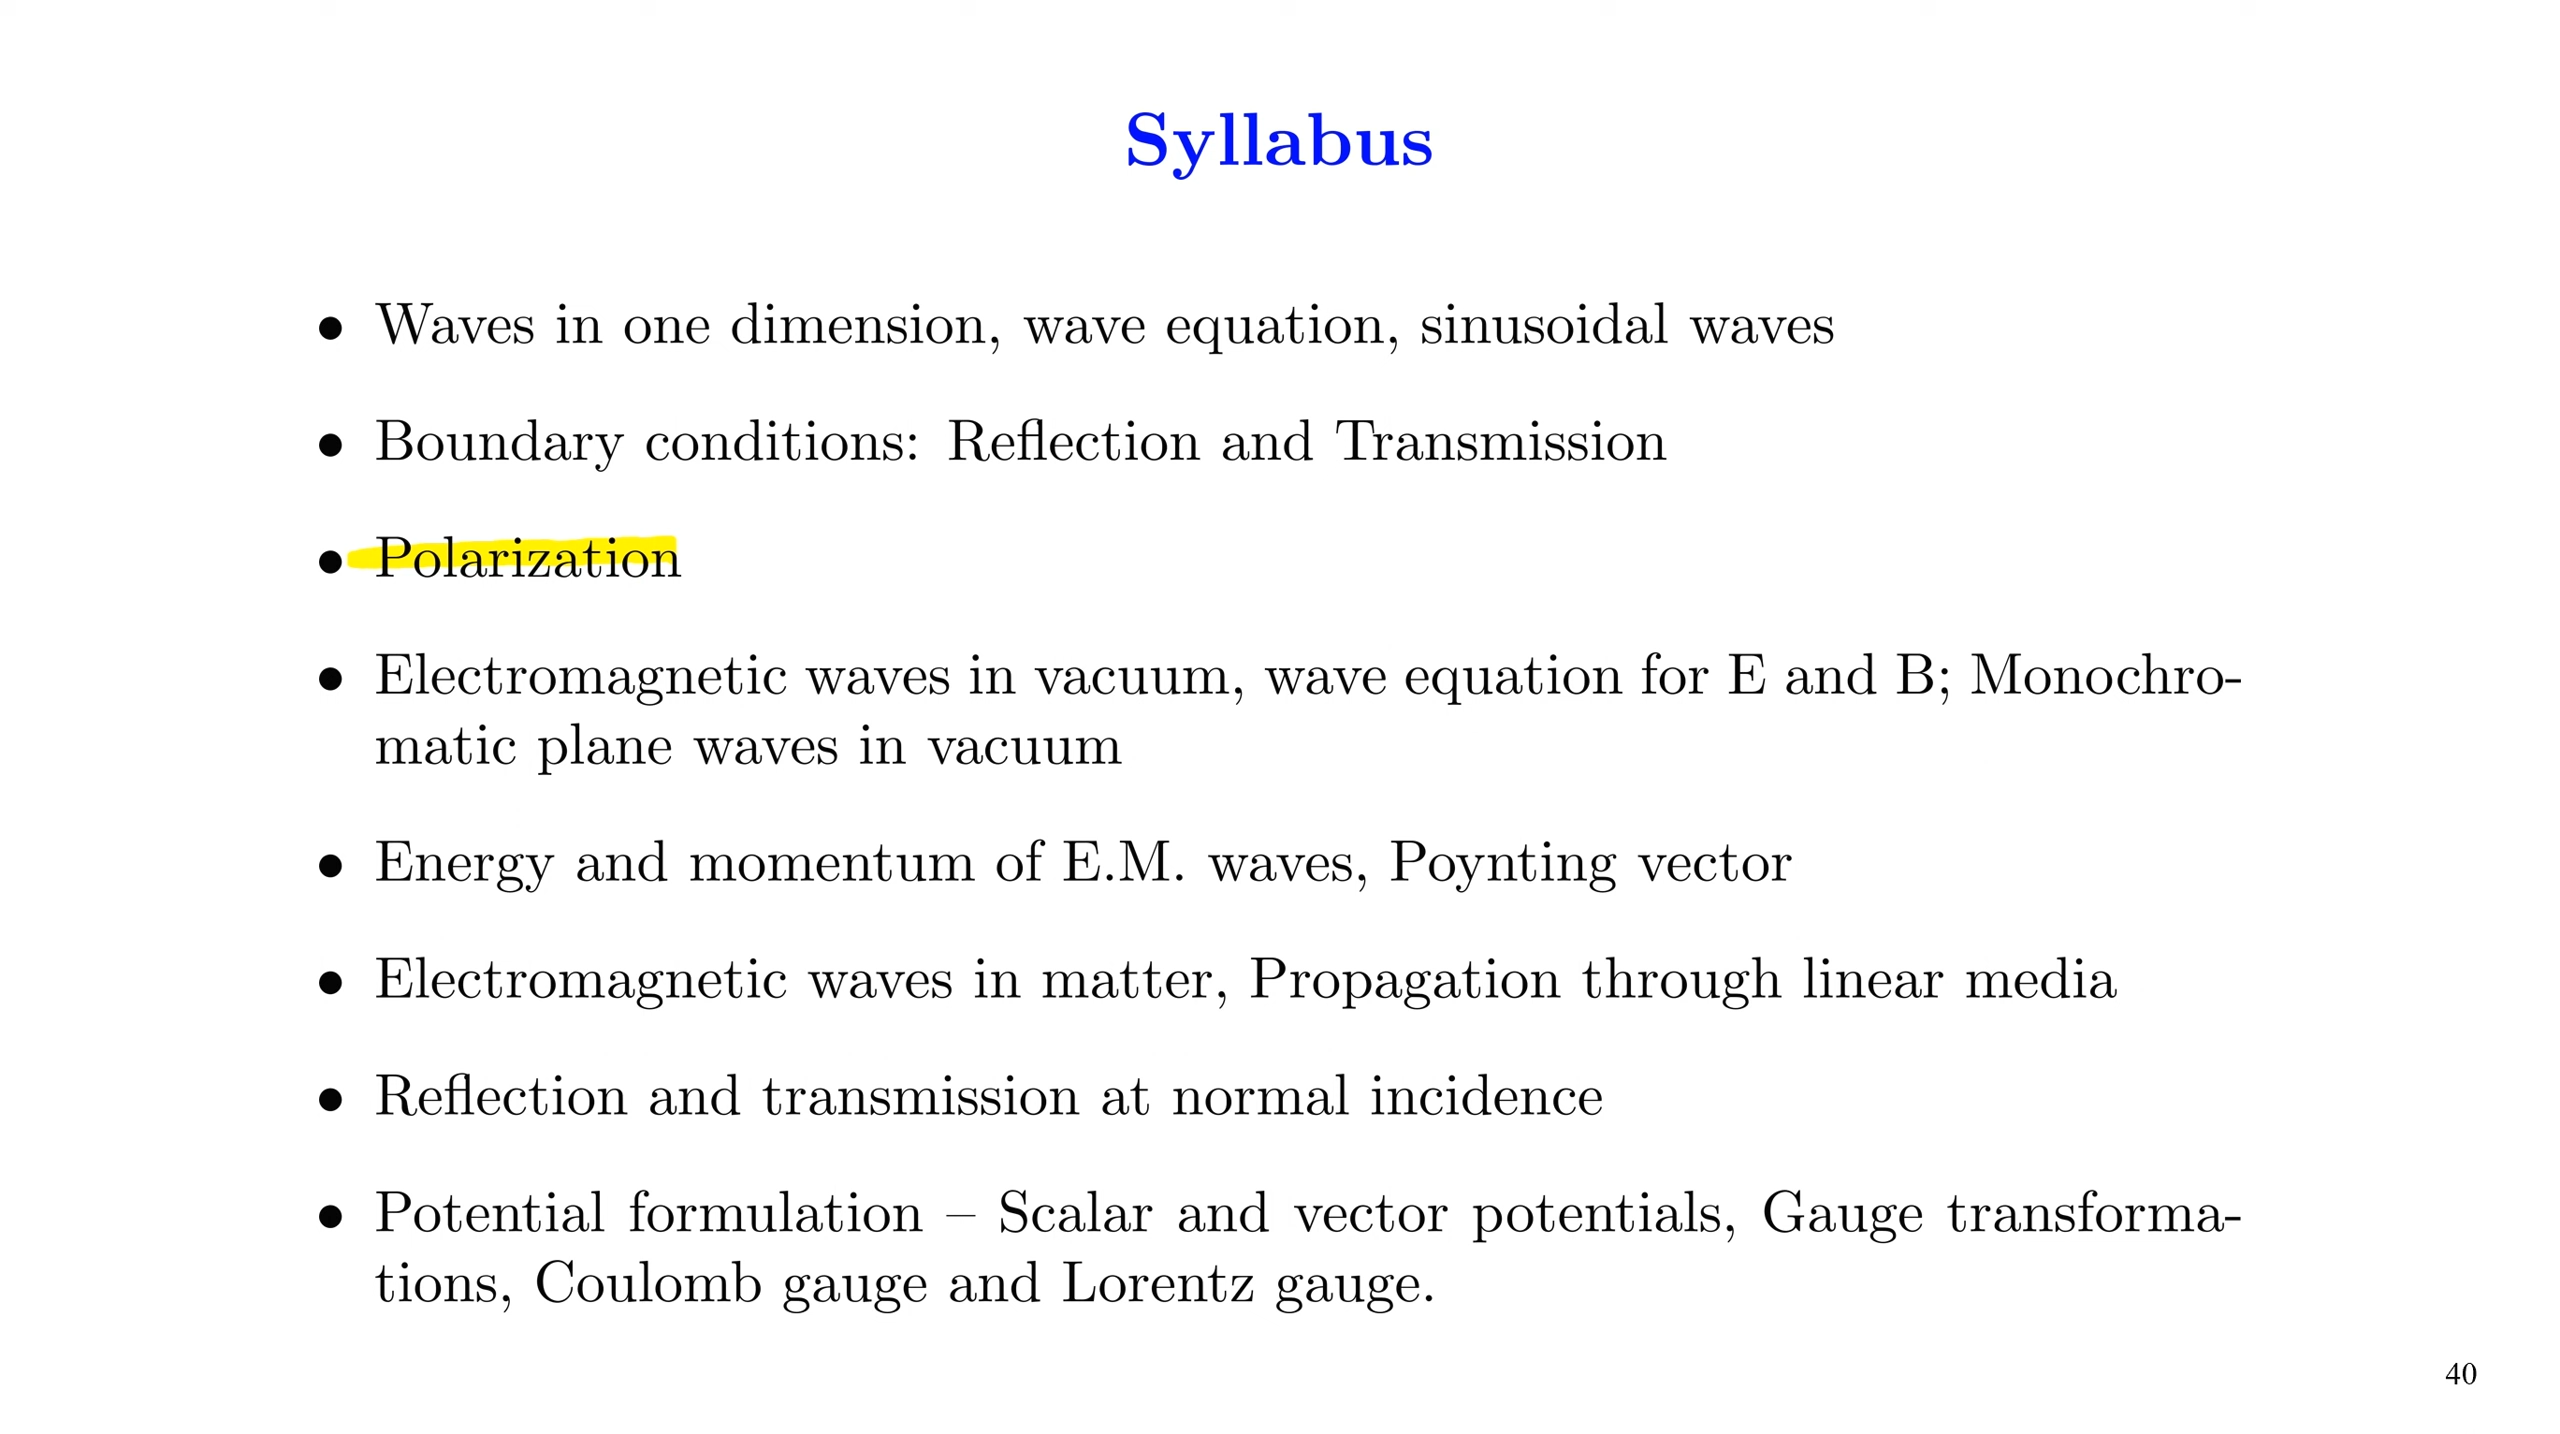 Syllabus
• Waves in one dimension, wave equation, sinusoidal waves
• Boundary conditions: Reflection and Transmission
• Polarization
• Electromagnetic waves in vacuum, wave equation for E and B; Monochro-
matic plane waves in vacuum
• Energy and momentum of E.M. waves, Poynting vector
• Electromagnetic waves in matter, Propagation through linear media
• Reflection and transmission at normal incidence
• Potential formulation – Scalar and vector potentials, Gauge transforma-
tions, Coulomb gauge and Lorentz gauge.
40